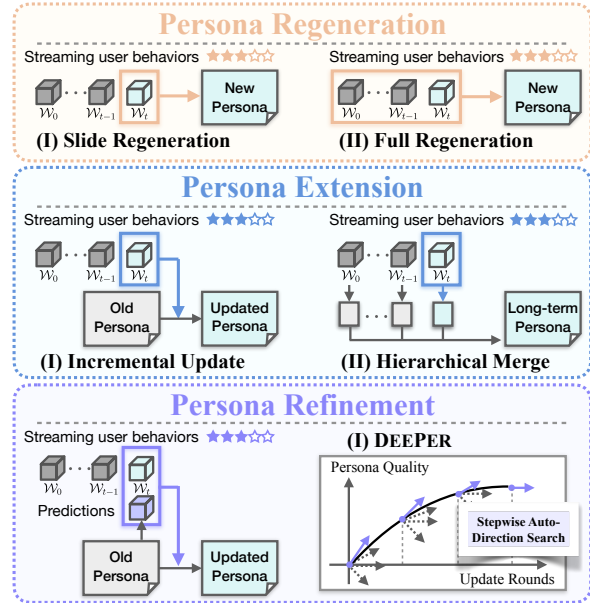 Persona Regeneration
Streaming user behaviors
W₀ ... Wₜ₋₁ Wₜ
New Persona
(I) Slide Regeneration
Streaming user behaviors
W₀ ... Wₜ₋₁ Wₜ
New Persona
(II) Full Regeneration
Persona Extension
Streaming user behaviors
W₀ ... Wₜ₋₁ Wₜ
Old Persona
Updated Persona
(I) Incremental Update
Streaming user behaviors
W₀ ... Wₜ₋₁ Wₜ
Long-term Persona
(II) Hierarchical Merge
Persona Refinement
Streaming user behaviors
W₀ ... Wₜ₋₁ Wₜ
Predictions
Old Persona
Updated Persona
(I) DEEPER
Persona Quality
Stepwise Auto-
Direction Search
Update Rounds